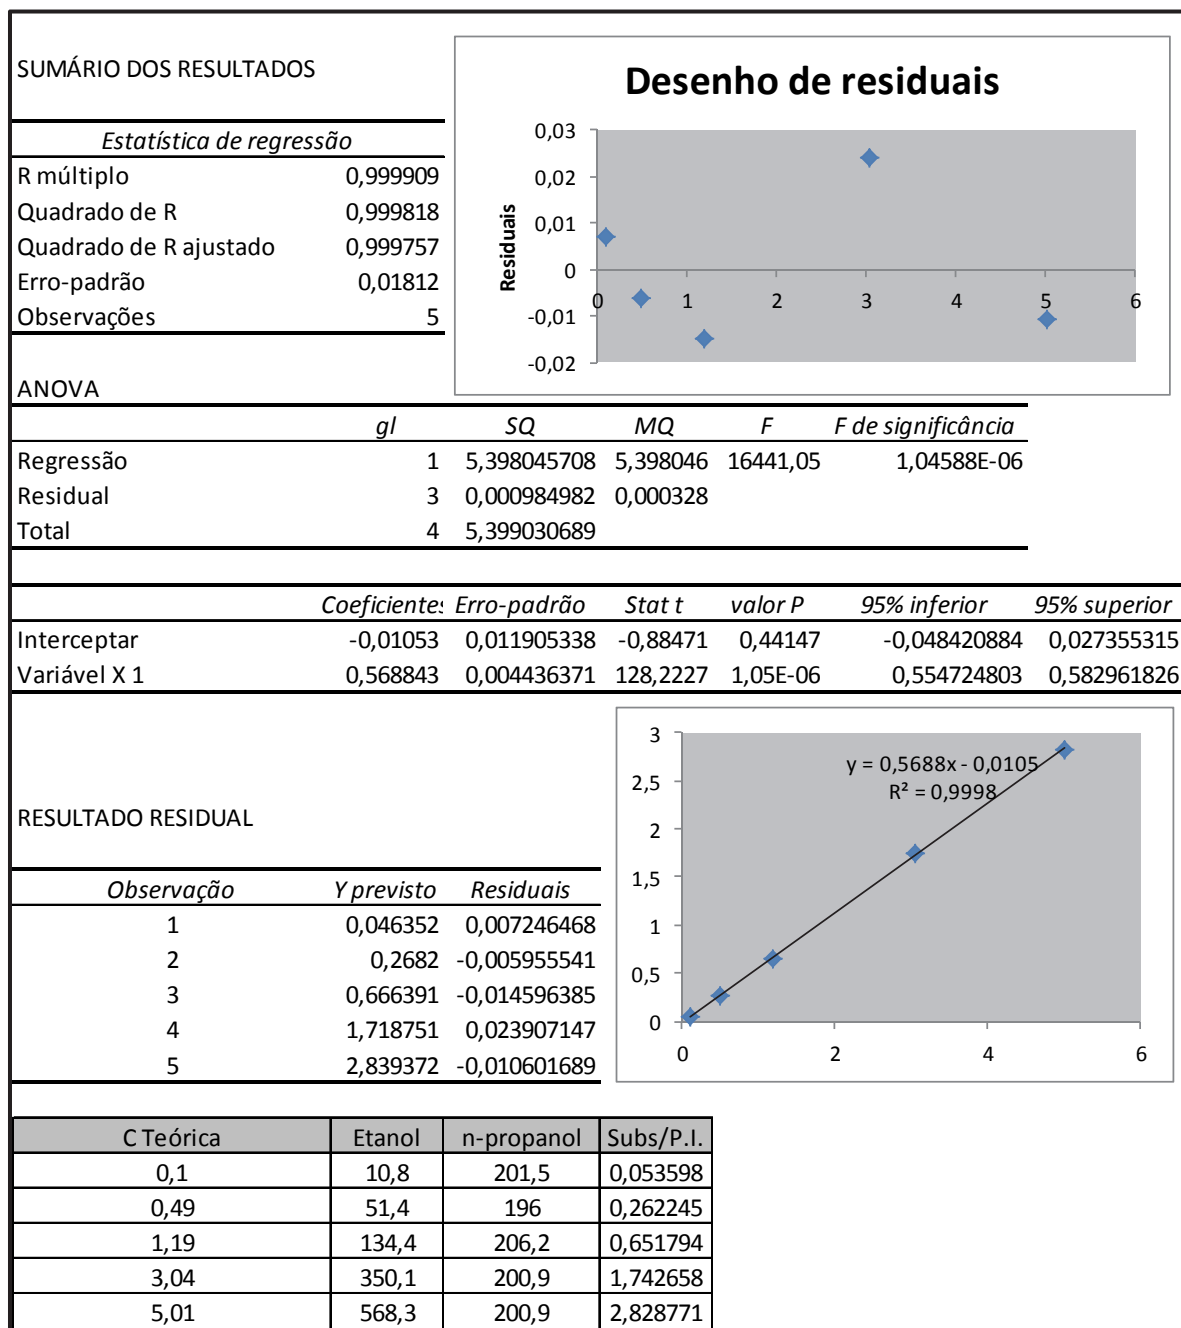 SUMÁRIO DOS RESULTADOS
Desenho de residuais
Estatística de regressão
R múltiplo 0,999909
Quadrado de R 0,999818
Quadrado de R ajustado 0,999757
Erro-padrão 0,01812
Observações 5
Residuais
0,03
0,02
0,01
0
-0,01
-0,02
0 1 2 3 4 5 6
ANOVA
gl SQ MQ F F de significância
Regressão 1 5,398045708 5,398046 16441,05 1,04588E-06
Residual 3 0,000984982 0,000328
Total 4 5,399030689
Coeficientes Erro-padrão Stat t valor P 95% inferior 95% superior
Interceptar -0,01053 0,011905338 -0,88471 0,44147 -0,048420884 0,027355315
Variável X 1 0,568843 0,004436371 128,2227 1,05E-06 0,554724803 0,582961826
3
2,5
2
1,5
1
0,5
0
0 2 4 6
y = 0,5688x - 0,0105
R² = 0,9998
RESULTADO RESIDUAL
Observação Y previsto Residuais
1 0,046352 0,007246468
2 0,2682 -0,005955541
3 0,666391 -0,014596385
4 1,718751 0,023907147
5 2,839372 -0,010601689
C Teórica Etanol n-propanol Subs/P.I.
0,1 10,8 201,5 0,053598
0,49 51,4 196 0,262245
1,19 134,4 206,2 0,651794
3,04 350,1 200,9 1,742658
5,01 568,3 200,9 2,828771